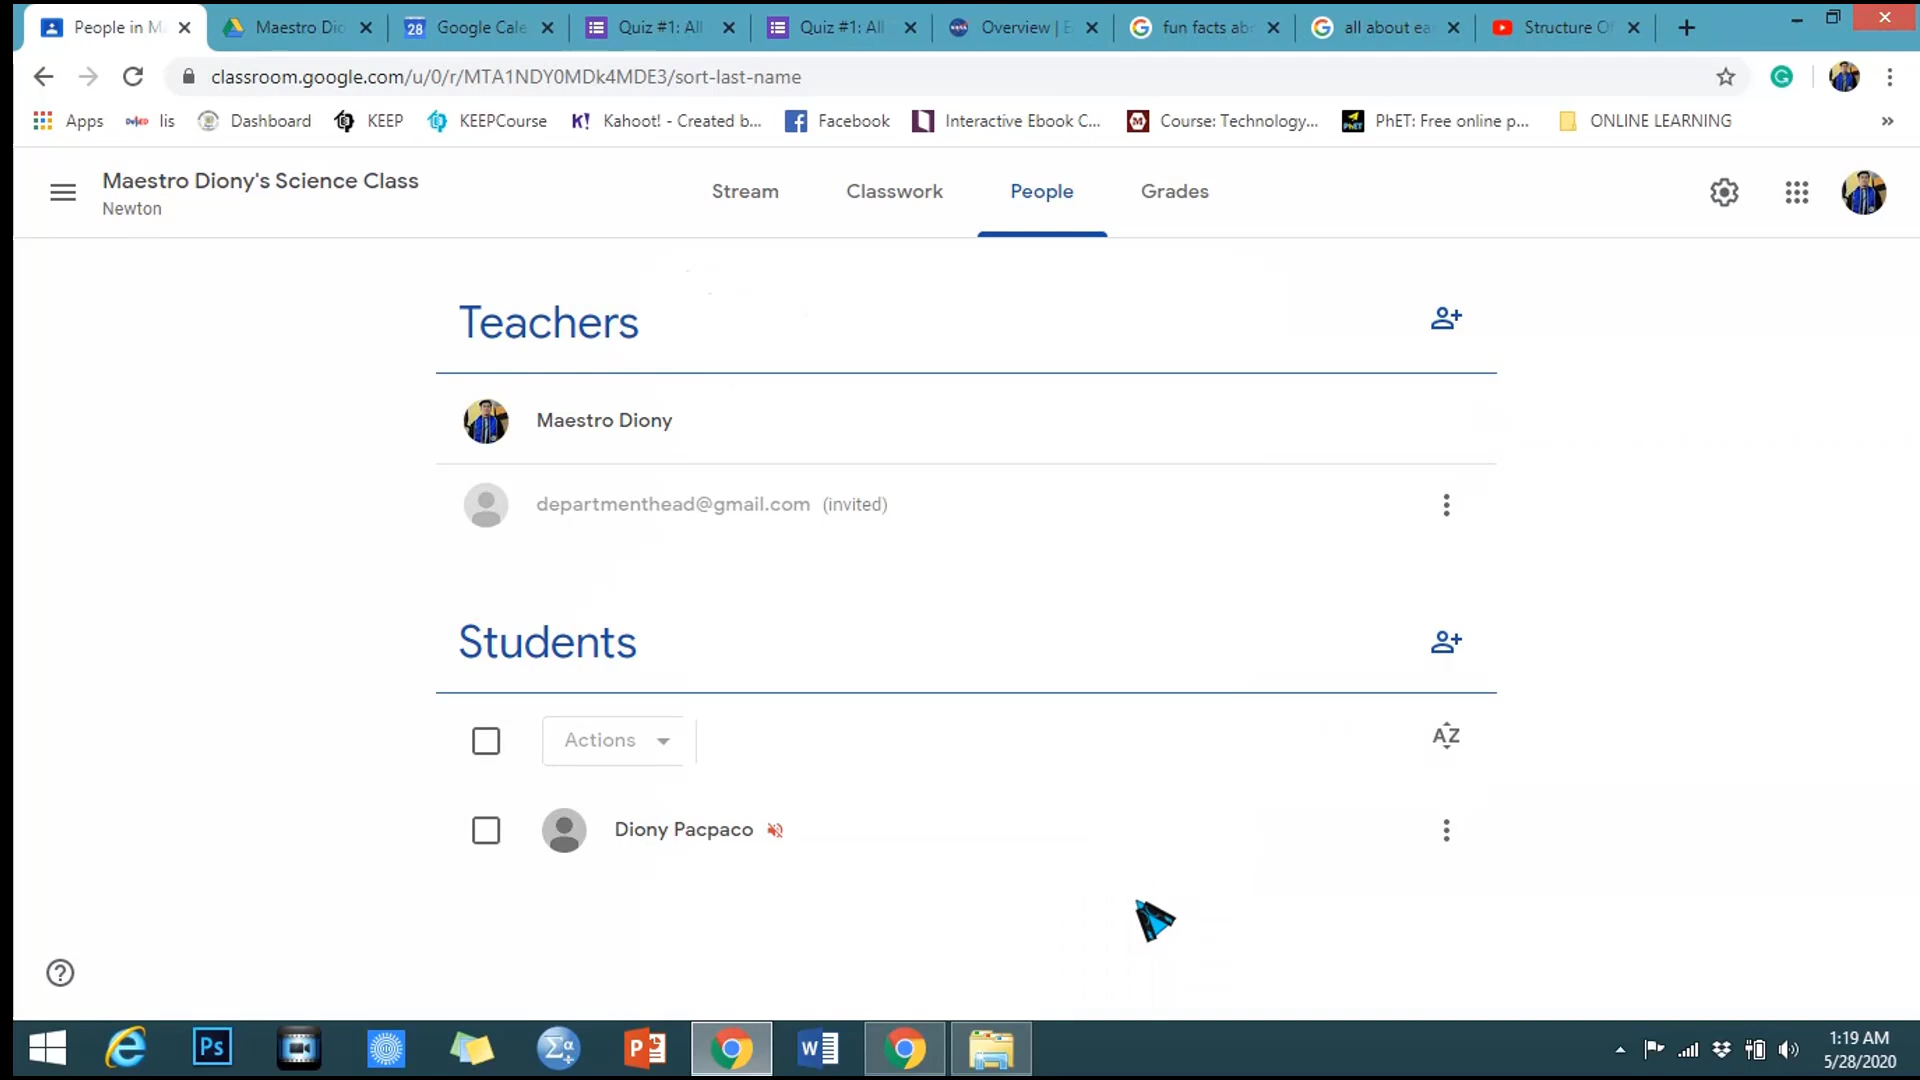 People in M
Maestro Dio
28
Google Cale
Quiz #1: All
Quiz #1: All
Overview | E
fun facts ab
all about ea
Structure O
classroom.google.com/u/0/r/MTA1NDY0MDk4MDE3/sort-last-name
Apps
lis
Dashboard
KEEP
KEEPCourse
K!
Kahoot! - Created b...
Facebook
Interactive Ebook C...
Course: Technology...
PhET: Free online p...
ONLINE LEARNING
»
Maestro Diony's Science Class
Newton
Stream
Classwork
People
Grades
Teachers
Maestro Diony
departmenthead@gmail.com (invited)
Students
Actions
AZ
Diony Pacpaco
Ps
Σα
P
W
1:19 AM
5/28/2020